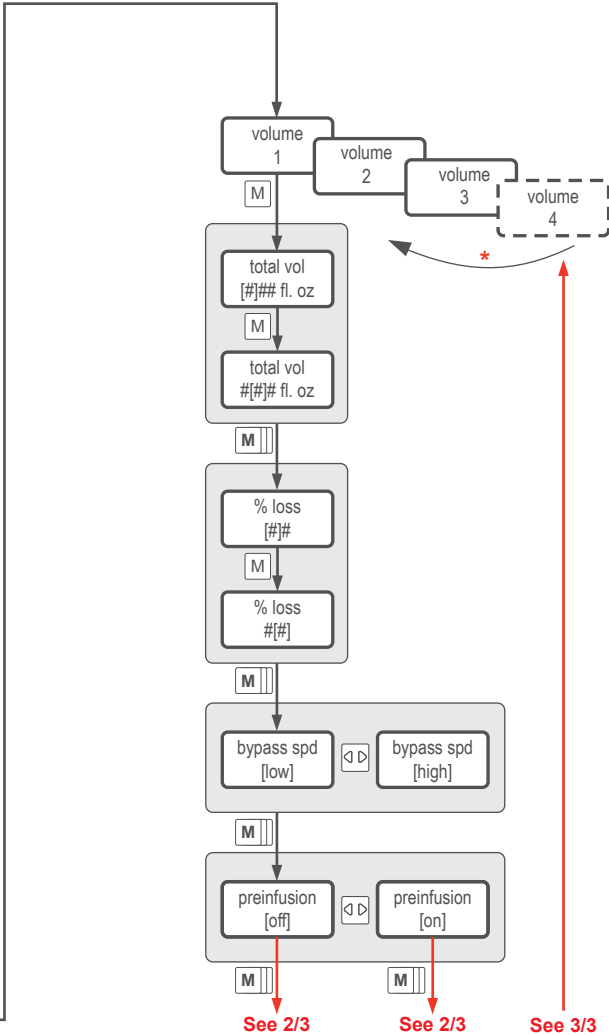 volume
1
volume
2
volume
3
volume
4
*
M
total vol
[#]## fl. oz
M
total vol
#[#]# fl. oz
M
% loss
[#]#
M
% loss
#[#]
M
bypass spd
[low]
bypass spd
[high]
M
preinfusion
[off]
preinfusion
[on]
M
M
See 2/3
See 2/3
See 3/3